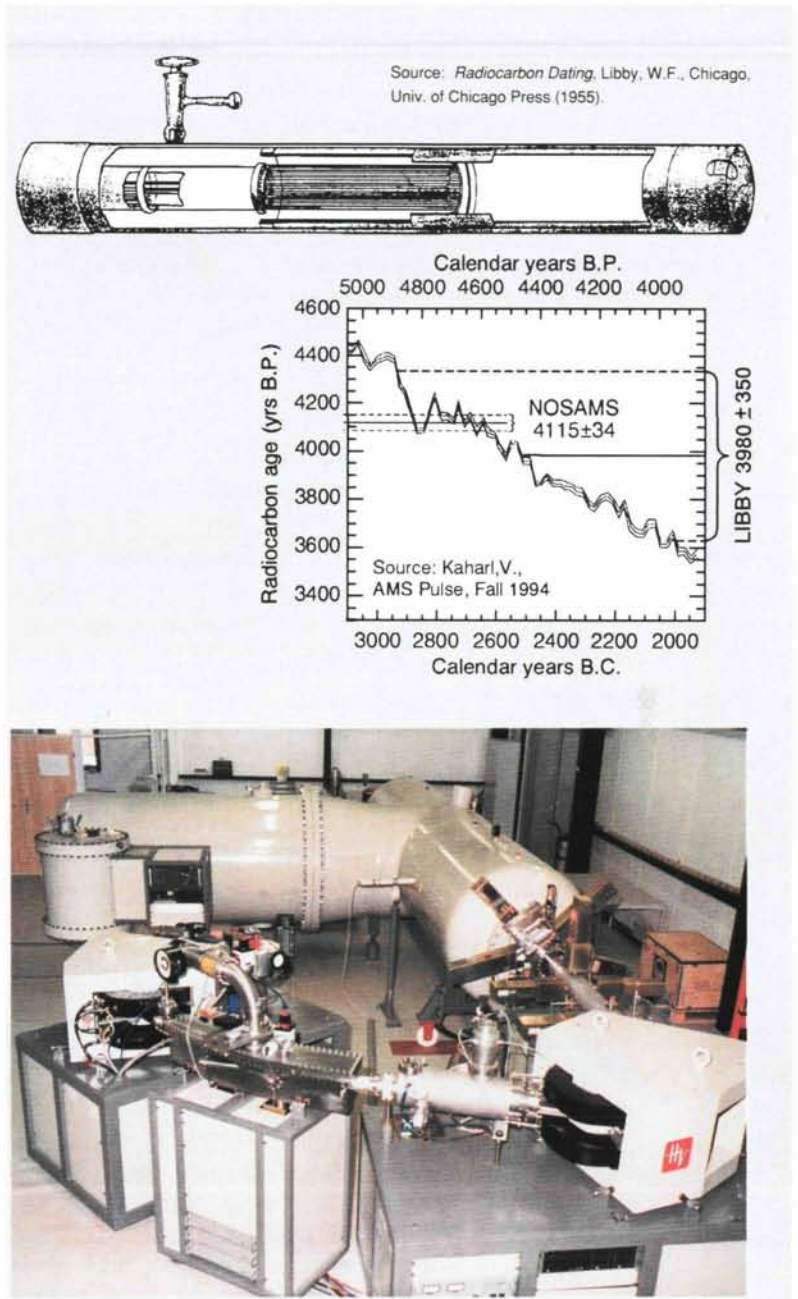 Source: Radiocarbon Dating, Libby, W.F., Chicago,
Univ. of Chicago Press (1955).
Calendar years B.P.
5000 4800 4600 4400 4200 4000
4600
4400
4200
4000
3800
3600
3400
Radiocarbon age (yrs B.P.)
NOSAMS
4115±34
LIBBY 3980 ± 350
Source: Kaharl,V.,
AMS Pulse, Fall 1994
3000 2800 2600 2400 2200 2000
Calendar years B.C.